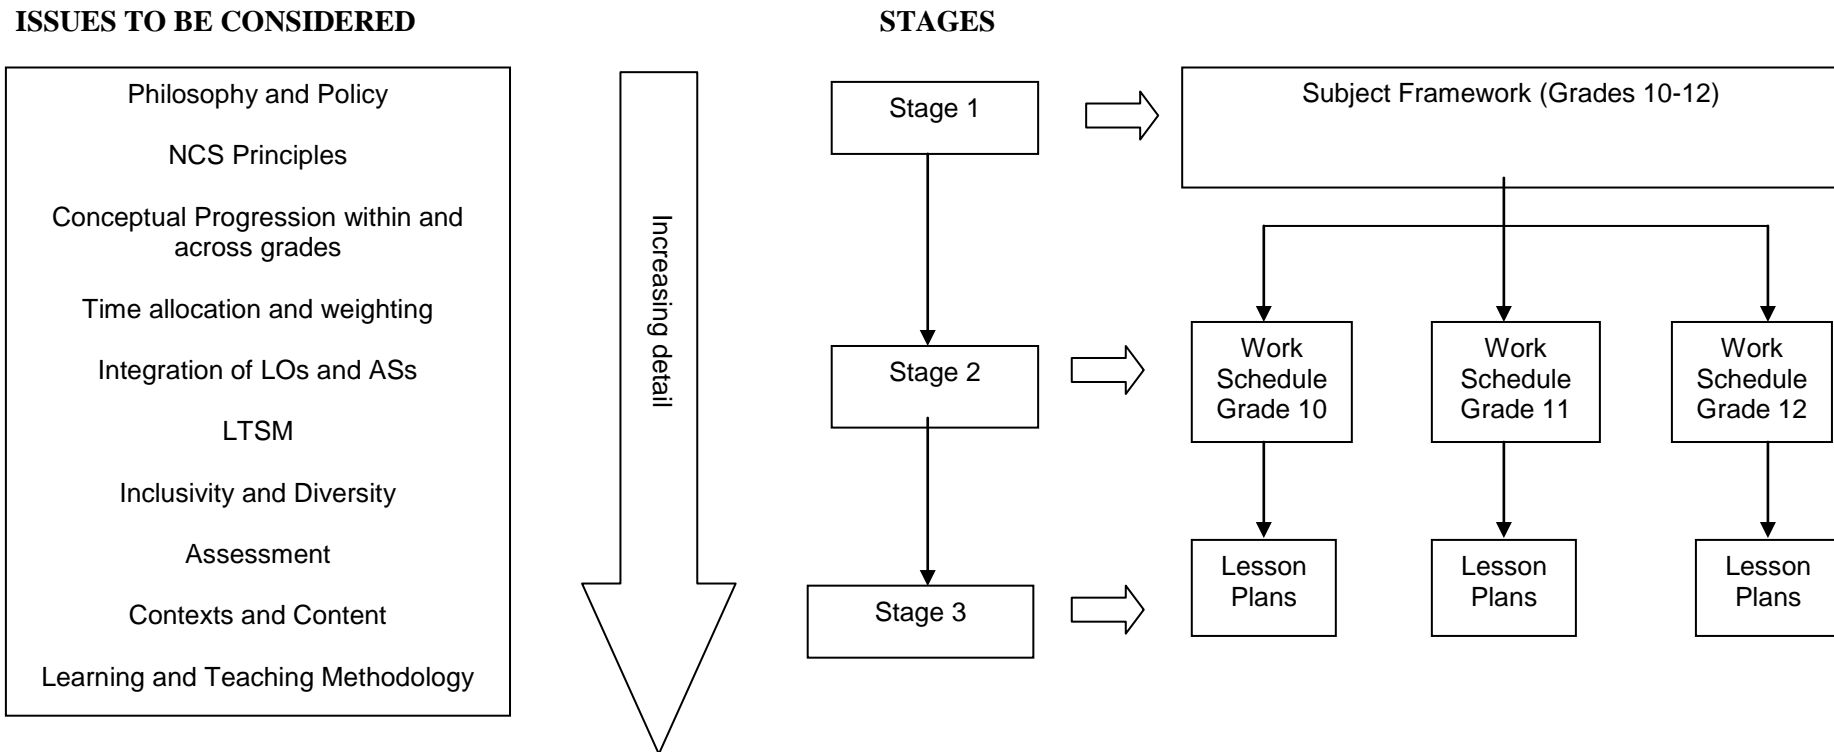 ISSUES TO BE CONSIDERED
Philosophy and Policy
NCS Principles
Conceptual Progression within and
across grades
Time allocation and weighting
Integration of LOs and ASs
LTSM
Inclusivity and Diversity
Assessment
Contexts and Content
Learning and Teaching Methodology
Increasing detail
STAGES
Stage 1
Subject Framework (Grades 10-12)
Stage 2
Work
Schedule
Grade 10
Work
Schedule
Grade 11
Work
Schedule
Grade 12
Stage 3
Lesson
Plans
Lesson
Plans
Lesson
Plans